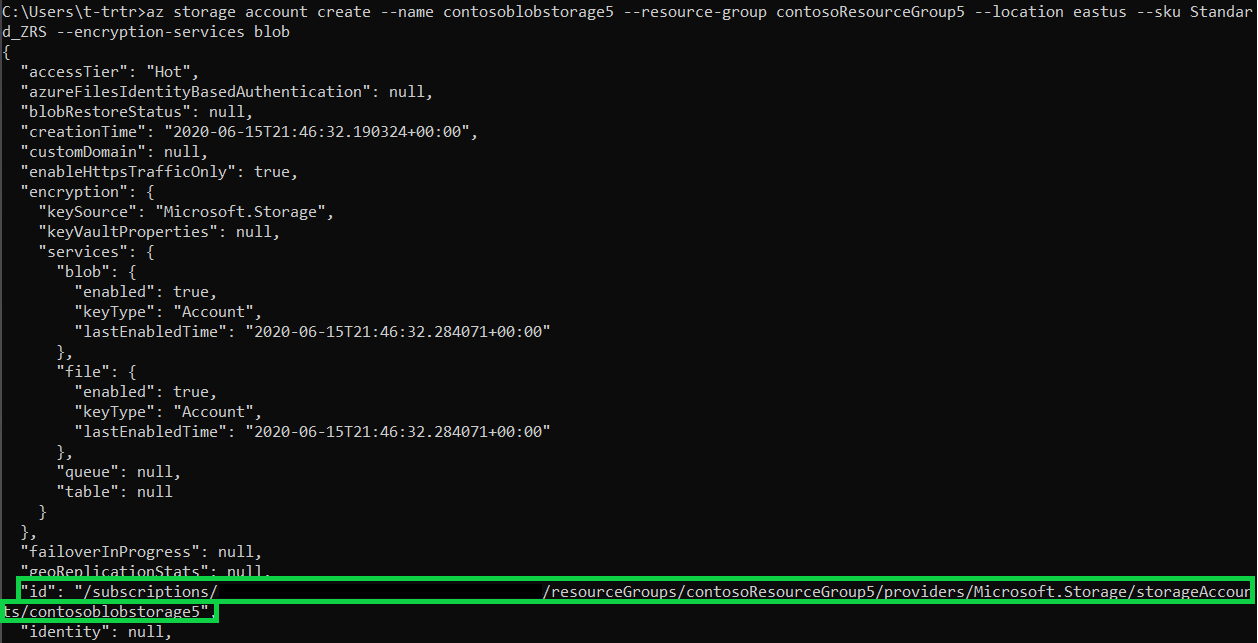 C:\Users\t-trtr>az storage account create --name contosoblobstorage5 --resource-group contosoResourceGroup5 --location eastus --sku Standar
d_ZRS --encryption-services blob
{
  "accessTier": "Hot",
  "azureFilesIdentityBasedAuthentication": null,
  "blobRestoreStatus": null,
  "creationTime": "2020-06-15T21:46:32.190324+00:00",
  "customDomain": null,
  "enableHttpsTrafficOnly": true,
  "encryption": {
    "keySource": "Microsoft.Storage",
    "keyVaultProperties": null,
    "services": {
      "blob": {
        "enabled": true,
        "keyType": "Account",
        "lastEnabledTime": "2020-06-15T21:46:32.284071+00:00"
      },
      "file": {
        "enabled": true,
        "keyType": "Account",
        "lastEnabledTime": "2020-06-15T21:46:32.284071+00:00"
      },
      "queue": null,
      "table": null
    }
  },
  "failoverInProgress": null,
  "geoReplicationStats": null,
  "id": "/subscriptions/                                    /resourceGroups/contosoResourceGroup5/providers/Microsoft.Storage/storageAccoun
ts/contosoblobstorage5",
  "identity": null,